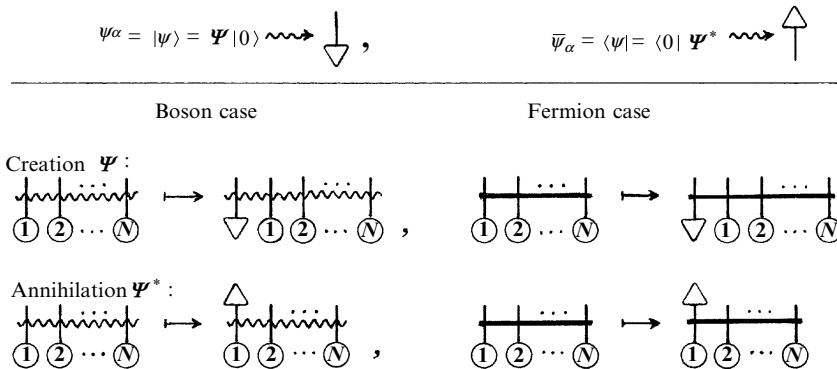 ψα = |ψ⟩ = Ψ|0⟩ , ψ̅α = ⟨ψ| = ⟨0| Ψ*
Boson case Fermion case
Creation Ψ :
··· ··· ··· ···
1 2 ··· N 1 2 ··· N , 1 2 ··· N 1 2 ··· N
Annihilation Ψ* :
··· ··· ··· ···
1 2 ··· N 1 2 ··· N , 1 2 ··· N 1 2 ··· N